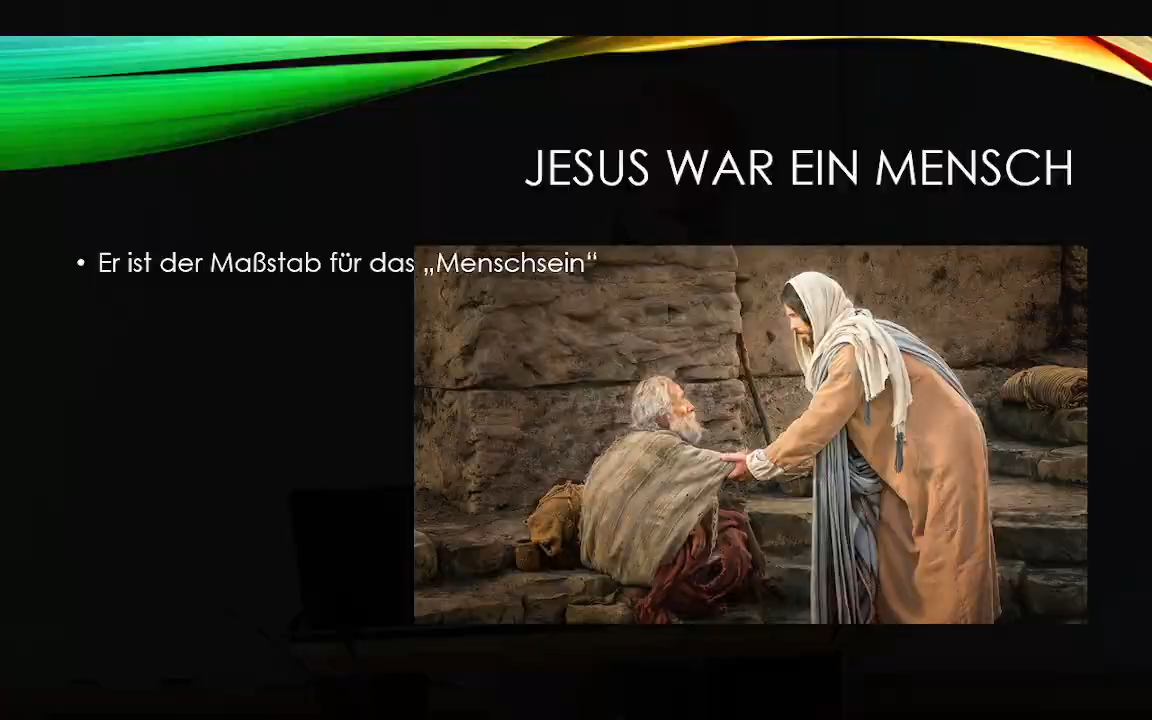 JESUS WAR EIN MENSCH
• Er ist der Maßstab für das „Menschsein“